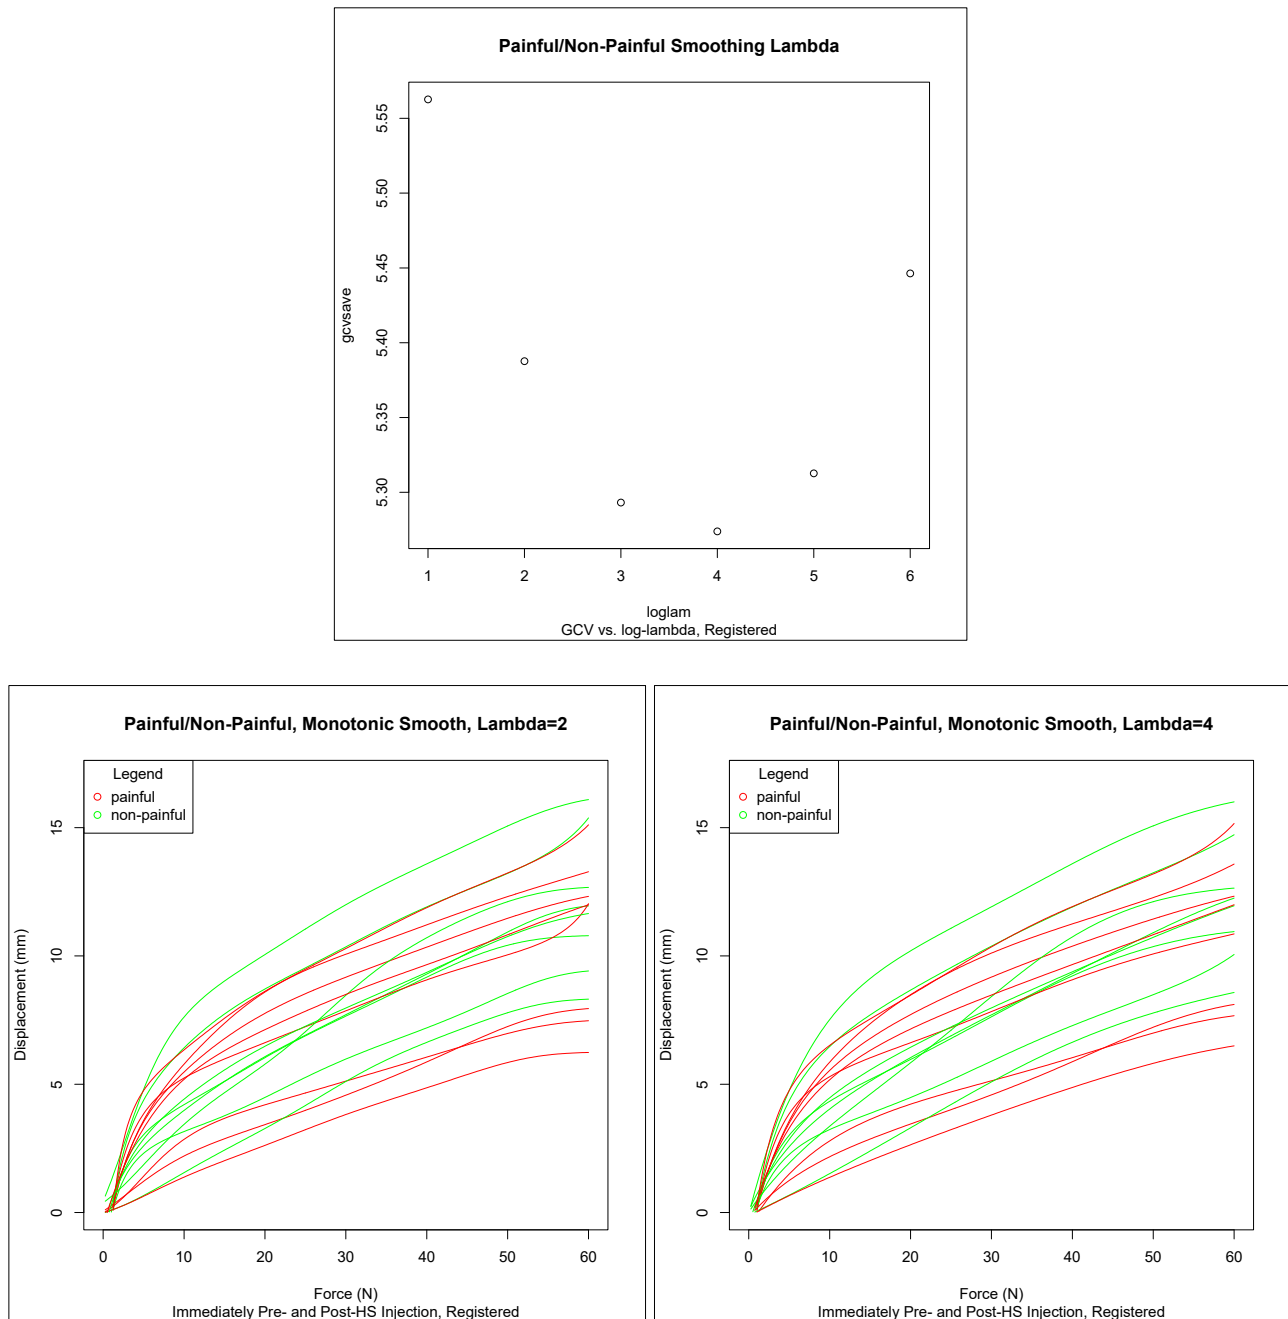 Painful/Non-Painful Smoothing Lambda
gcvsave
5.55
5.50
5.45
5.40
5.35
5.30
1 2 3 4 5 6
loglam
GCV vs. log-lambda, Registered
Painful/Non-Painful, Monotonic Smooth, Lambda=2
Legend
painful
non-painful
Displacement (mm)
15
10
5
0
0 10 20 30 40 50 60
Force (N)
Immediately Pre- and Post-HS Injection, Registered
Painful/Non-Painful, Monotonic Smooth, Lambda=4
Legend
painful
non-painful
Displacement (mm)
15
10
5
0
0 10 20 30 40 50 60
Force (N)
Immediately Pre- and Post-HS Injection, Registered